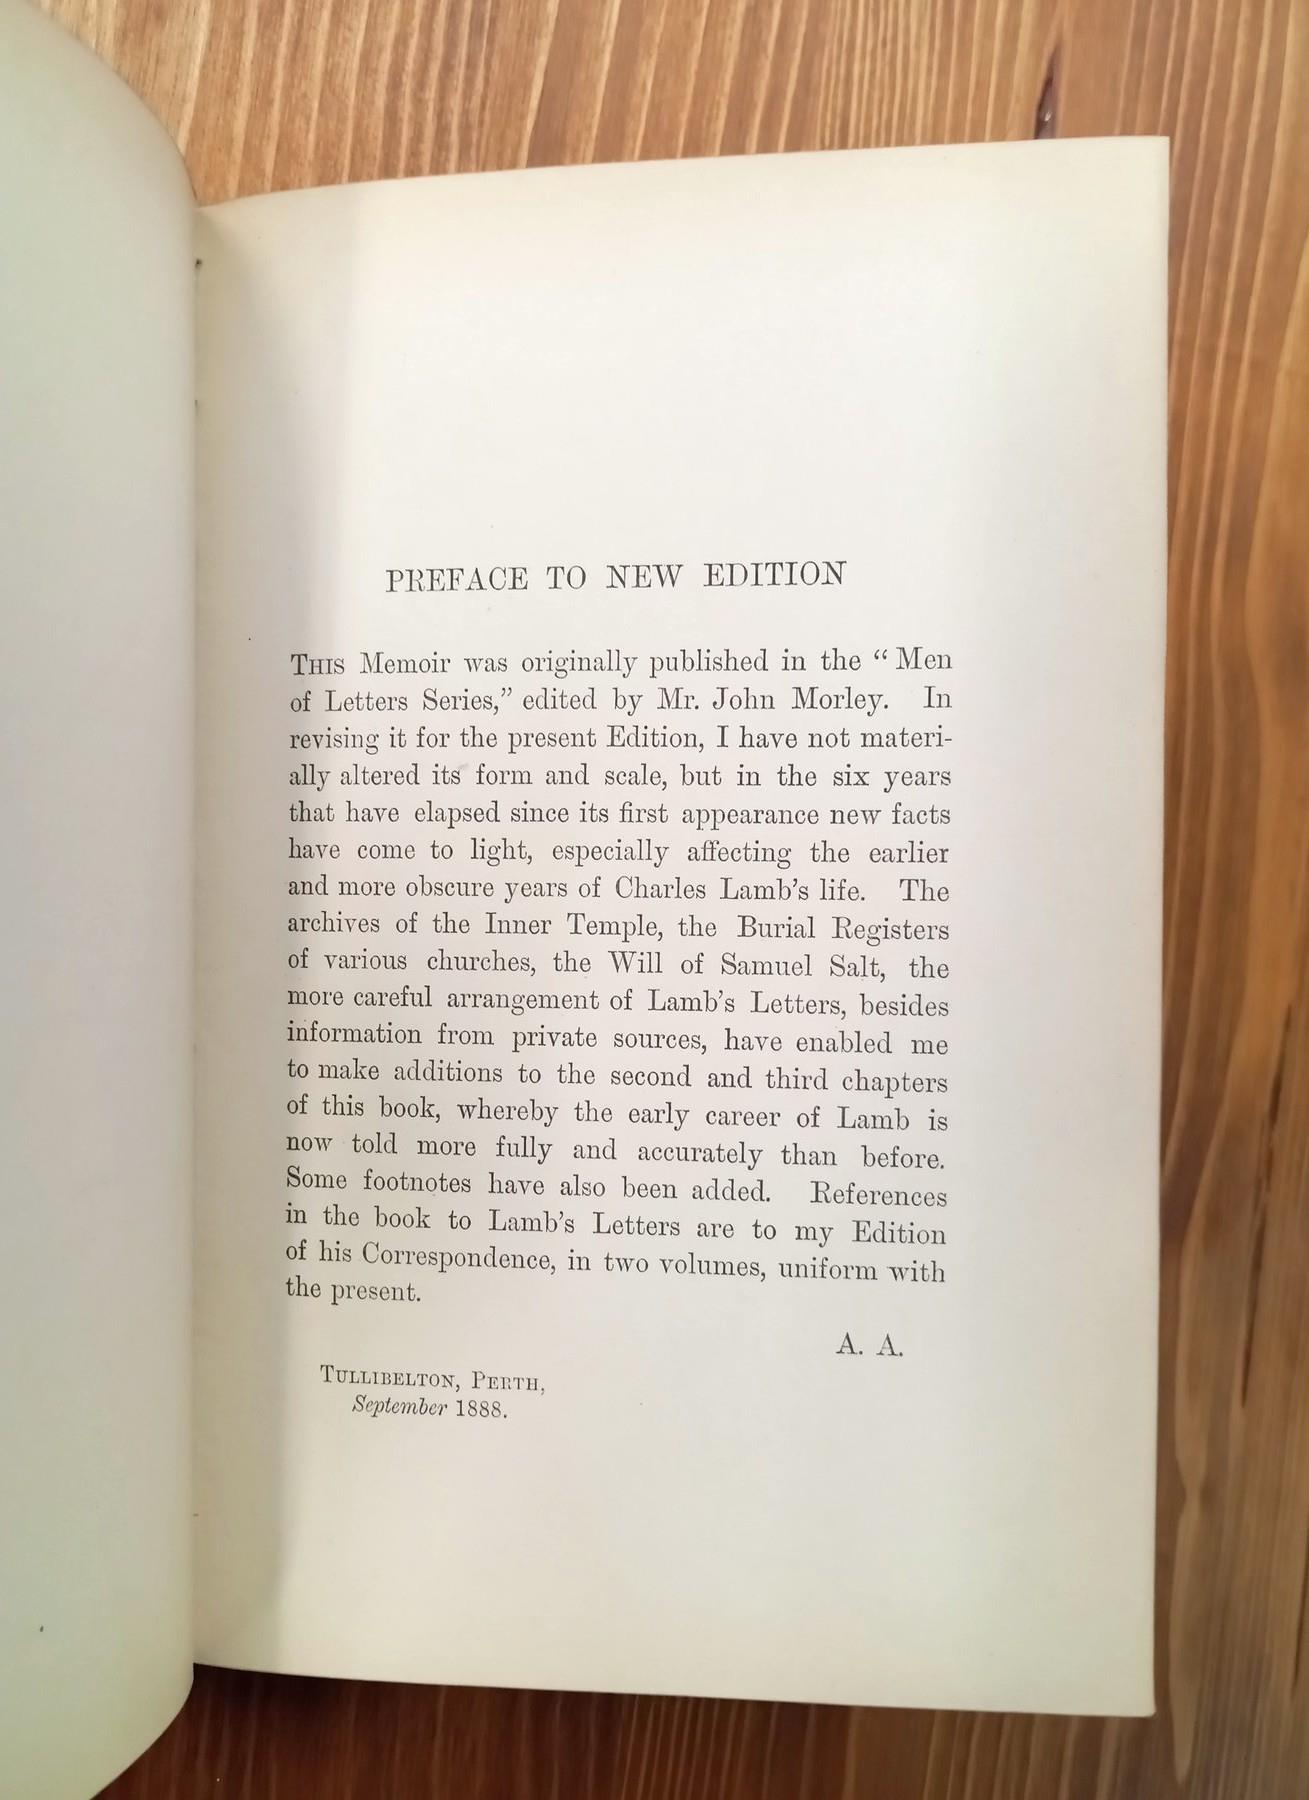 PREFACE TO NEW EDITION
THIS Memoir was originally published in the “Men
of Letters Series,” edited by Mr. John Morley. In
revising it for the present Edition, I have not materi-
ally altered its form and scale, but in the six years
that have elapsed since its first appearance new facts
have come to light, especially affecting the earlier
and more obscure years of Charles Lamb’s life. The
archives of the Inner Temple, the Burial Registers
of various churches, the Will of Samuel Salt, the
more careful arrangement of Lamb’s Letters, besides
information from private sources, have enabled me
to make additions to the second and third chapters
of this book, whereby the early career of Lamb is
now told more fully and accurately than before.
Some footnotes have also been added. References
in the book to Lamb’s Letters are to my Edition
of his Correspondence, in two volumes, uniform with
the present.
A. A.
TULLIBELTON, PERTH,
September 1888.